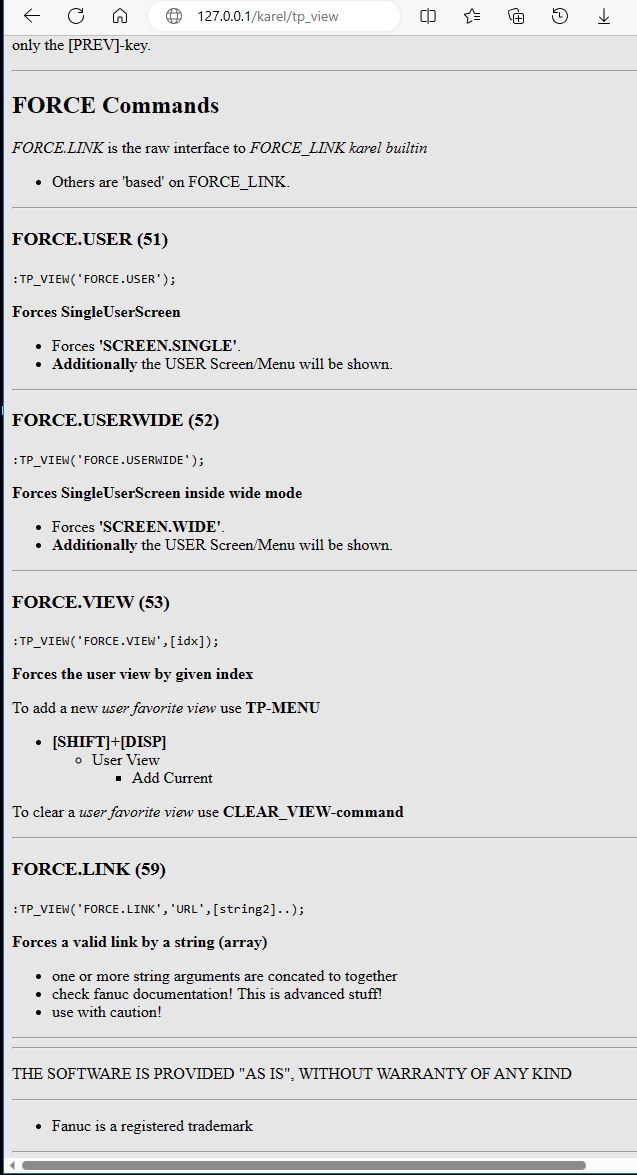 127.0.0.1/karel/tp_view
only the [PREV]-key.
FORCE Commands
FORCE.LINK is the raw interface to FORCE_LINK karel builtin
Others are 'based' on FORCE_LINK.
FORCE.USER (51)
:TP_VIEW('FORCE.USER');
Forces SingleUserScreen
Forces 'SCREEN.SINGLE'.
Additionally the USER Screen/Menu will be shown.
FORCE.USERWIDE (52)
:TP_VIEW('FORCE.USERWIDE');
Forces SingleUserScreen inside wide mode
Forces 'SCREEN.WIDE'.
Additionally the USER Screen/Menu will be shown.
FORCE.VIEW (53)
:TP_VIEW('FORCE.VIEW',[idx]);
Forces the user view by given index
To add a new user favorite view use TP-MENU
[SHIFT]+[DISP]
User View
Add Current
To clear a user favorite view use CLEAR_VIEW-command
FORCE.LINK (59)
:TP_VIEW('FORCE.LINK','URL',[string2]..);
Forces a valid link by a string (array)
one or more string arguments are concated to together
check fanuc documentation! This is advanced stuff!
use with caution!
THE SOFTWARE IS PROVIDED "AS IS", WITHOUT WARRANTY OF ANY KIND
Fanuc is a registered trademark